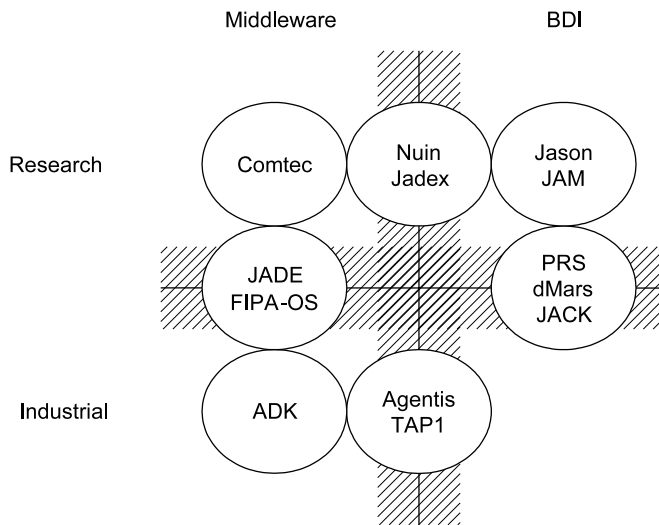 Middleware
BDI
Research
Comtec
Nuin
Jadex
Jason
JAM
JADE
FIPA-OS
PRS
dMars
JACK
Industrial
ADK
Agentis
TAP1